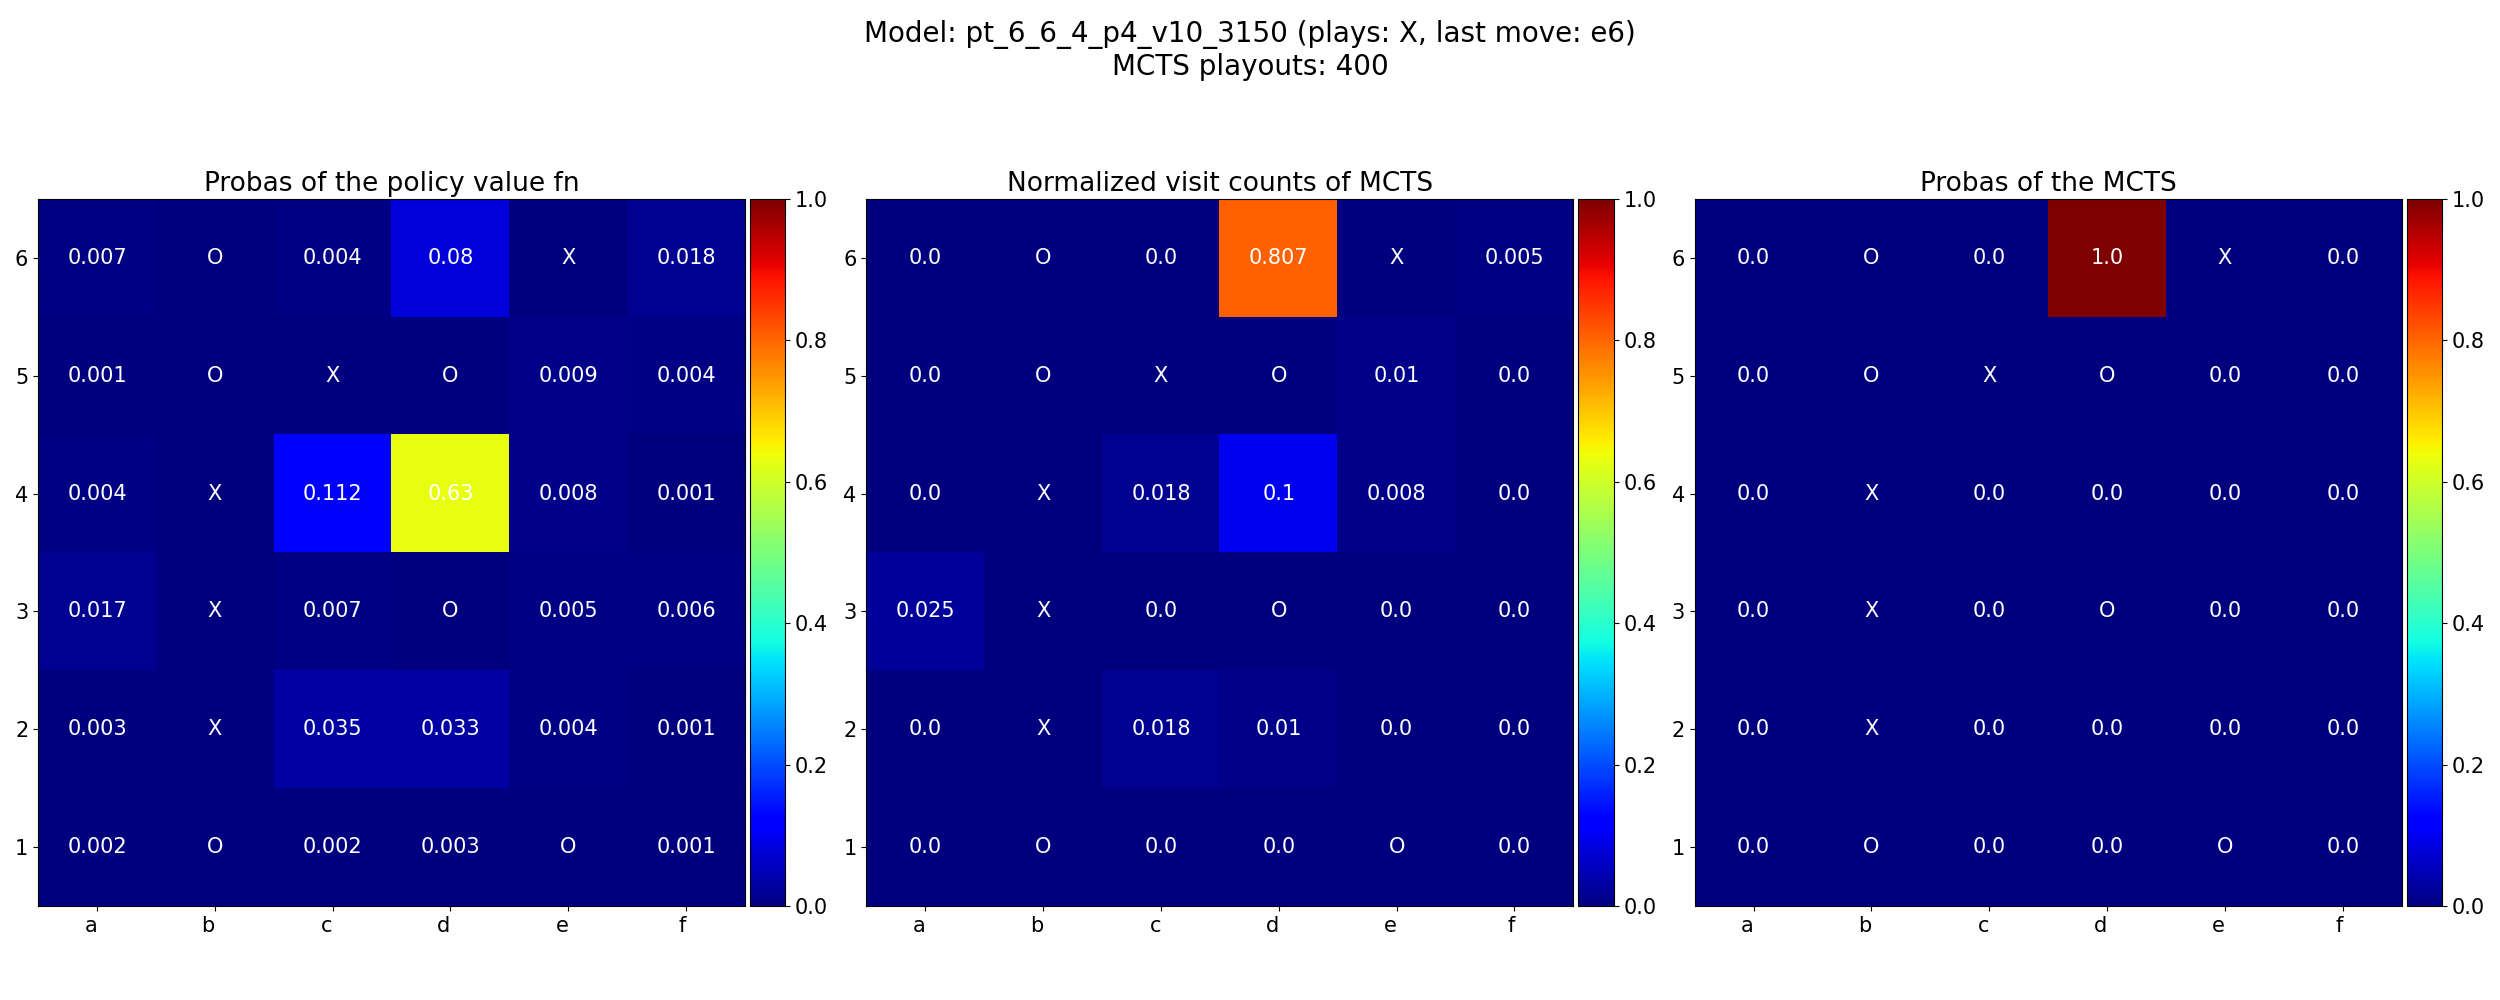 Model: pt_6_6_4_p4_v10_3150 (plays: X, last move: e6)
MCTS playouts: 400
Probas of the policy value fn
6 0.007 O 0.004 0.08 X 0.018
5 0.001 O X O 0.009 0.004
4 0.004 X 0.112 0.63 0.008 0.001
3 0.017 X 0.007 O 0.005 0.006
2 0.003 X 0.035 0.033 0.004 0.001
1 0.002 O 0.002 0.003 O 0.001
a b c d e f
1.0
0.8
0.6
0.4
0.2
0.0
Normalized visit counts of MCTS
6 0.0 O 0.0 0.807 X 0.005
5 0.0 O X O 0.01 0.0
4 0.0 X 0.018 0.1 0.008 0.0
3 0.025 X 0.0 O 0.0 0.0
2 0.0 X 0.018 0.01 0.0 0.0
1 0.0 O 0.0 0.0 O 0.0
a b c d e f
1.0
0.8
0.6
0.4
0.2
0.0
Probas of the MCTS
6 0.0 O 0.0 1.0 X 0.0
5 0.0 O X O 0.0 0.0
4 0.0 X 0.0 0.0 0.0 0.0
3 0.0 X 0.0 O 0.0 0.0
2 0.0 X 0.0 0.0 0.0 0.0
1 0.0 O 0.0 0.0 O 0.0
a b c d e f
1.0
0.8
0.6
0.4
0.2
0.0